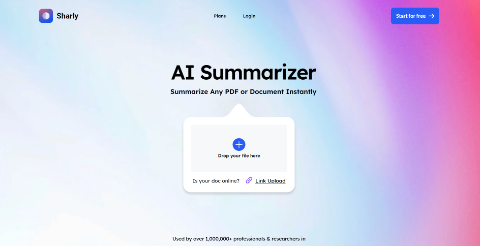 Sharly
Plans
Login
Start for free
AI Summarizer
Summarize Any PDF or Document Instantly
Drop your file here
Is your doc online?
Link Upload
Used by over 1,000,000+ professionals & researchers in